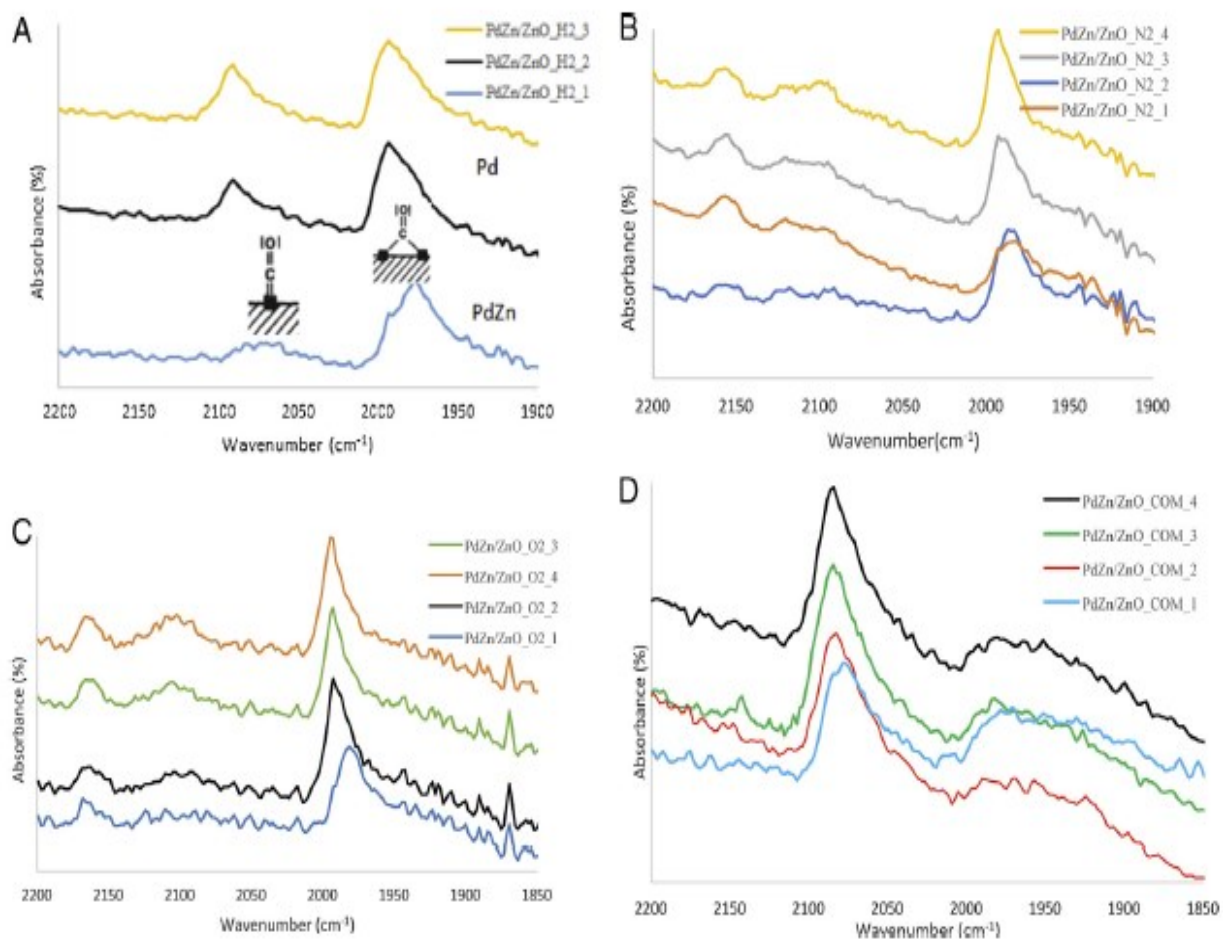 A
PdZn/ZnO_H2_3
PdZn/ZnO_H2_2
PdZn/ZnO_H2_1
Pd
|O|
C
|O|
C
PdZn
Absorbance (%)
2200 2100 2050 2000 1950 1900
Wavenumber (cm-1)
B
PdZn/ZnO_N2_4
PdZn/ZnO_N2_3
PdZn/ZnO_N2_2
PdZn/ZnO_N2_1
Absorbance (%)
2200 2150 2100 2050 2000 1950 1900
Wavenumber(cm-1)
C
PdZn/ZnO_O2_3
PdZn/ZnO_O2_4
PdZn/ZnO_O2_2
PdZn/ZnO_O2_1
Absorbance (%)
2200 2150 2100 2050 2000 1950 1900 1850
Wavenumber (cm-1)
D
PdZn/ZnO_COM_4
PdZn/ZnO_COM_3
PdZn/ZnO_COM_2
PdZn/ZnO_COM_1
Absorbance (%)
2200 2150 2100 2050 2000 1950 1900 1850
Wavenumber (cm-1)